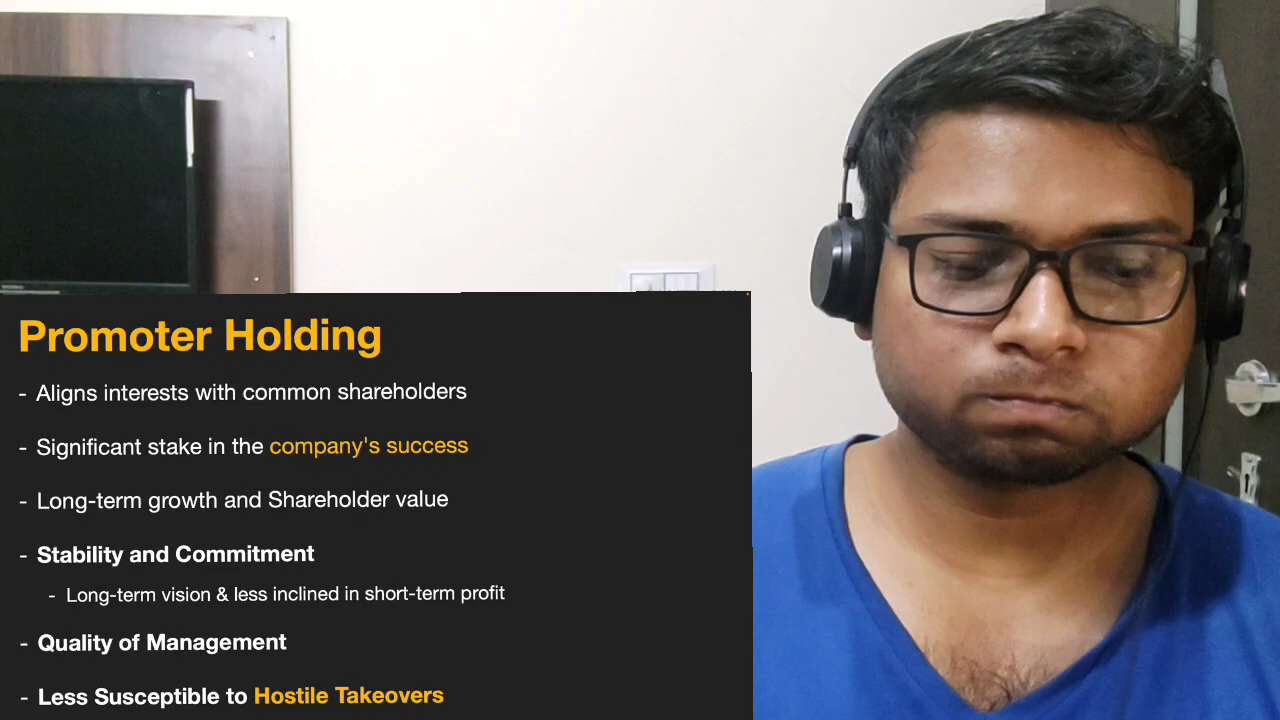 Promoter Holding
- Aligns interests with common shareholders
- Significant stake in the company's success
- Long-term growth and Shareholder value
- Stability and Commitment
- Long-term vision & less inclined in short-term profit
- Quality of Management
- Less Susceptible to Hostile Takeovers